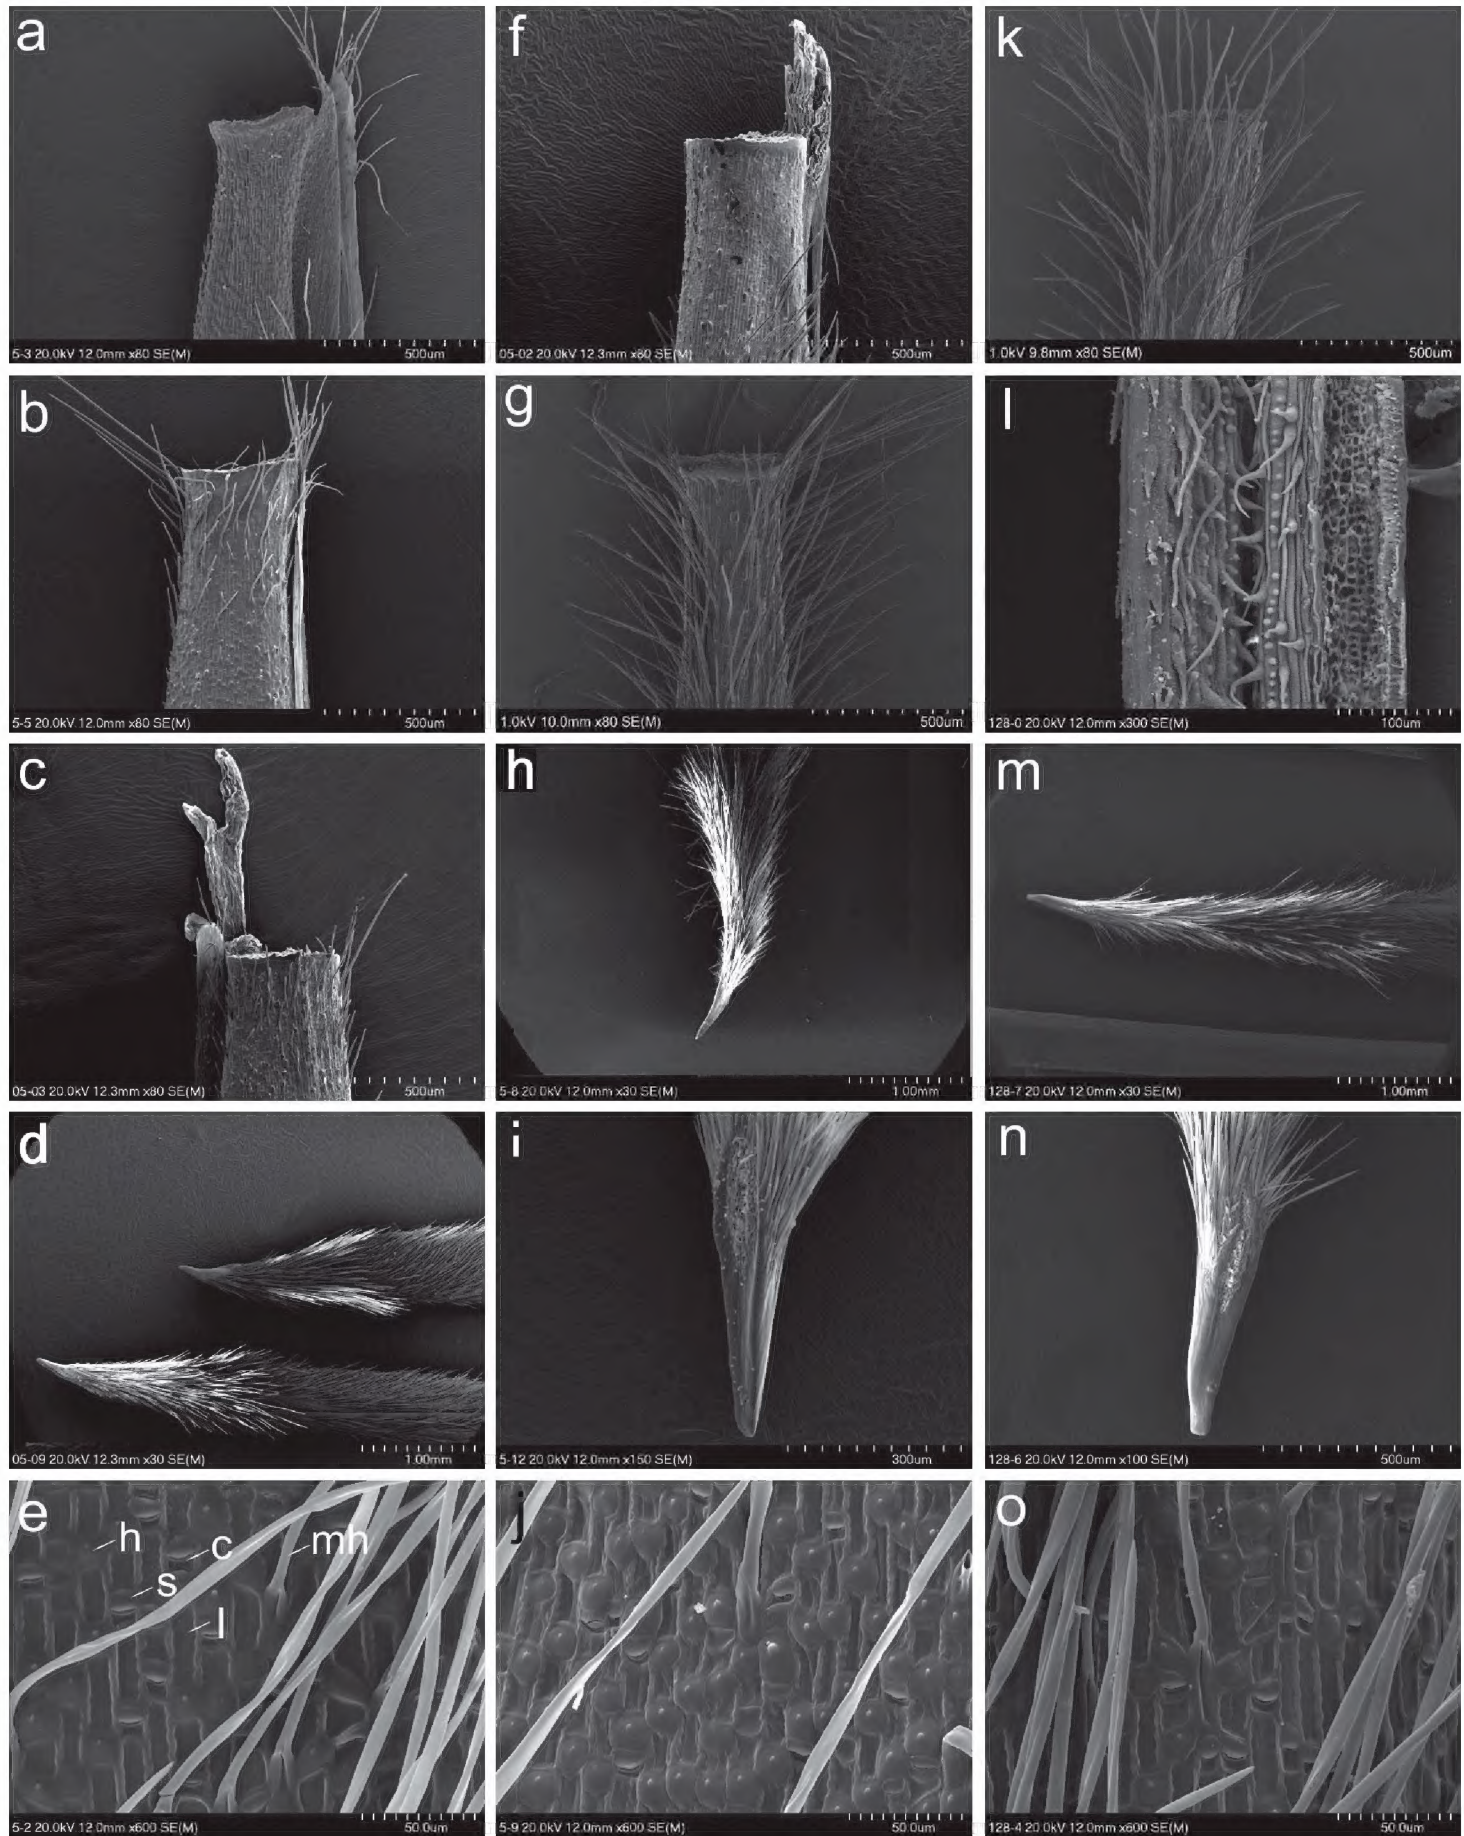 a
5-3 20.0kV 12.0mm x80 SE(M)
500um
f
05-02 20.0kV 12.3mm x80 SE(M)
500um
k
1.0kV 9.8mm x80 SE(M)
500um
b
5-5 20.0kV 12.0mm x80 SE(M)
500um
g
1.0kV 10.0mm x80 SE(M)
500um
l
128-0 20.0kV 12.0mm x300 SE(M)
100um
c
05-03 20.0kV 12.3mm x80 SE(M)
500um
h
5-8 20.0kV 12.0mm x30 SE(M)
1.00mm
m
128-7 20.0kV 12.0mm x30 SE(M)
1.00mm
d
05-09 20.0kV 12.3mm x30 SE(M)
1.00mm
i
5-12 20.0kV 12.0mm x150 SE(M)
300um
n
128-6 20.0kV 12.0mm x100 SE(M)
500um
e
h
c
mh
s
l
5-2 20.0kV 12.0mm x600 SE(M)
50.0um
j
5-9 20.0kV 12.0mm x600 SE(M)
50.0um
o
128-4 20.0kV 12.0mm x600 SE(M)
50.0um